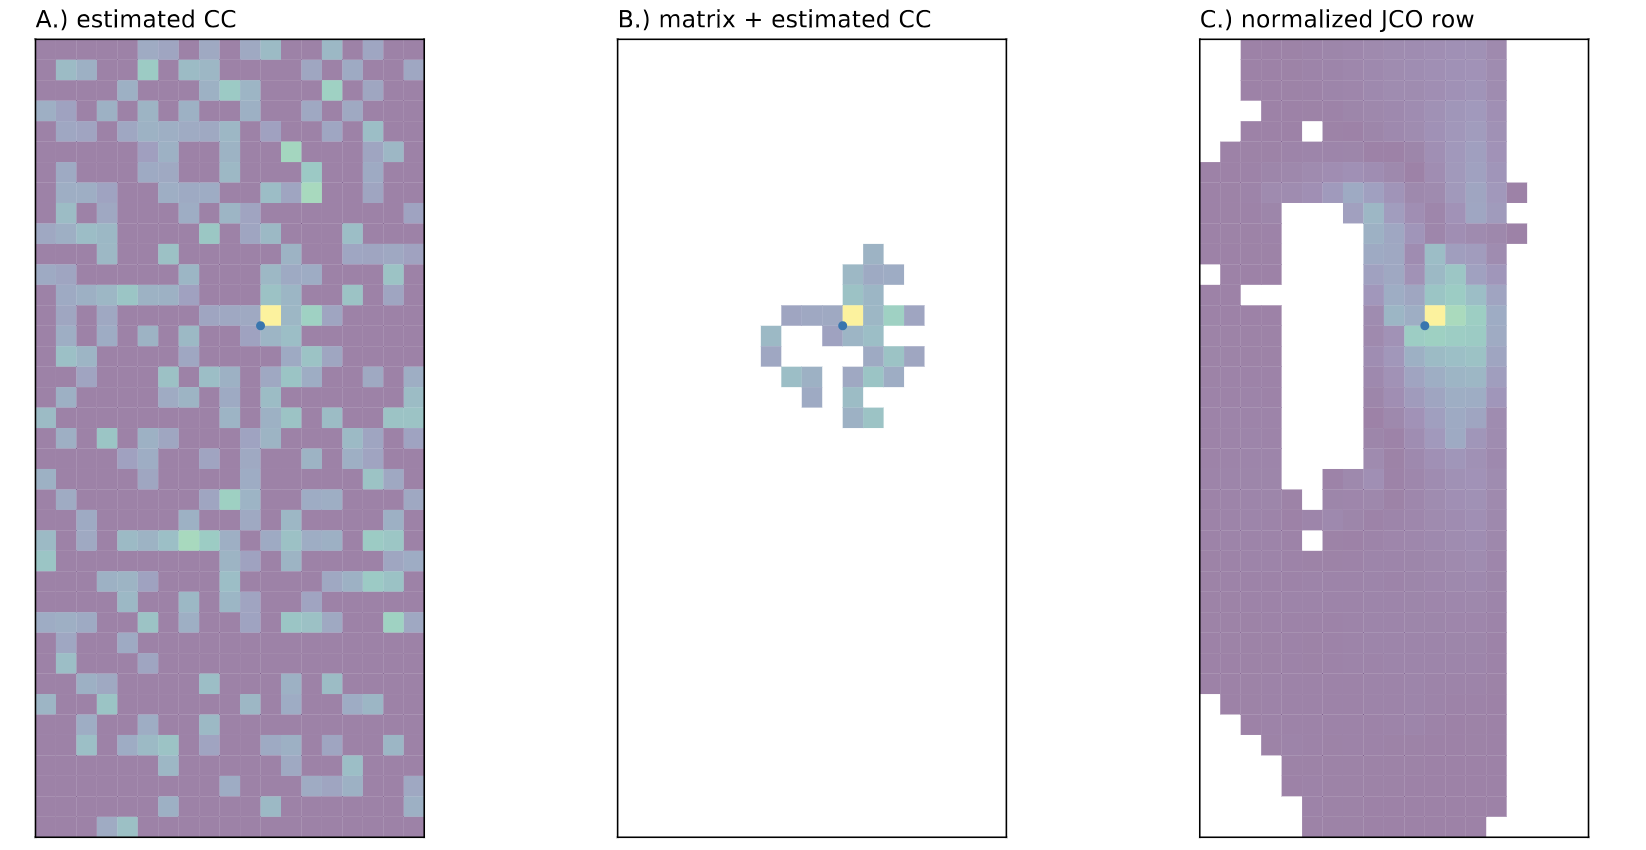 A.) estimated CC
B.) matrix + estimated CC
C.) normalized JCO row